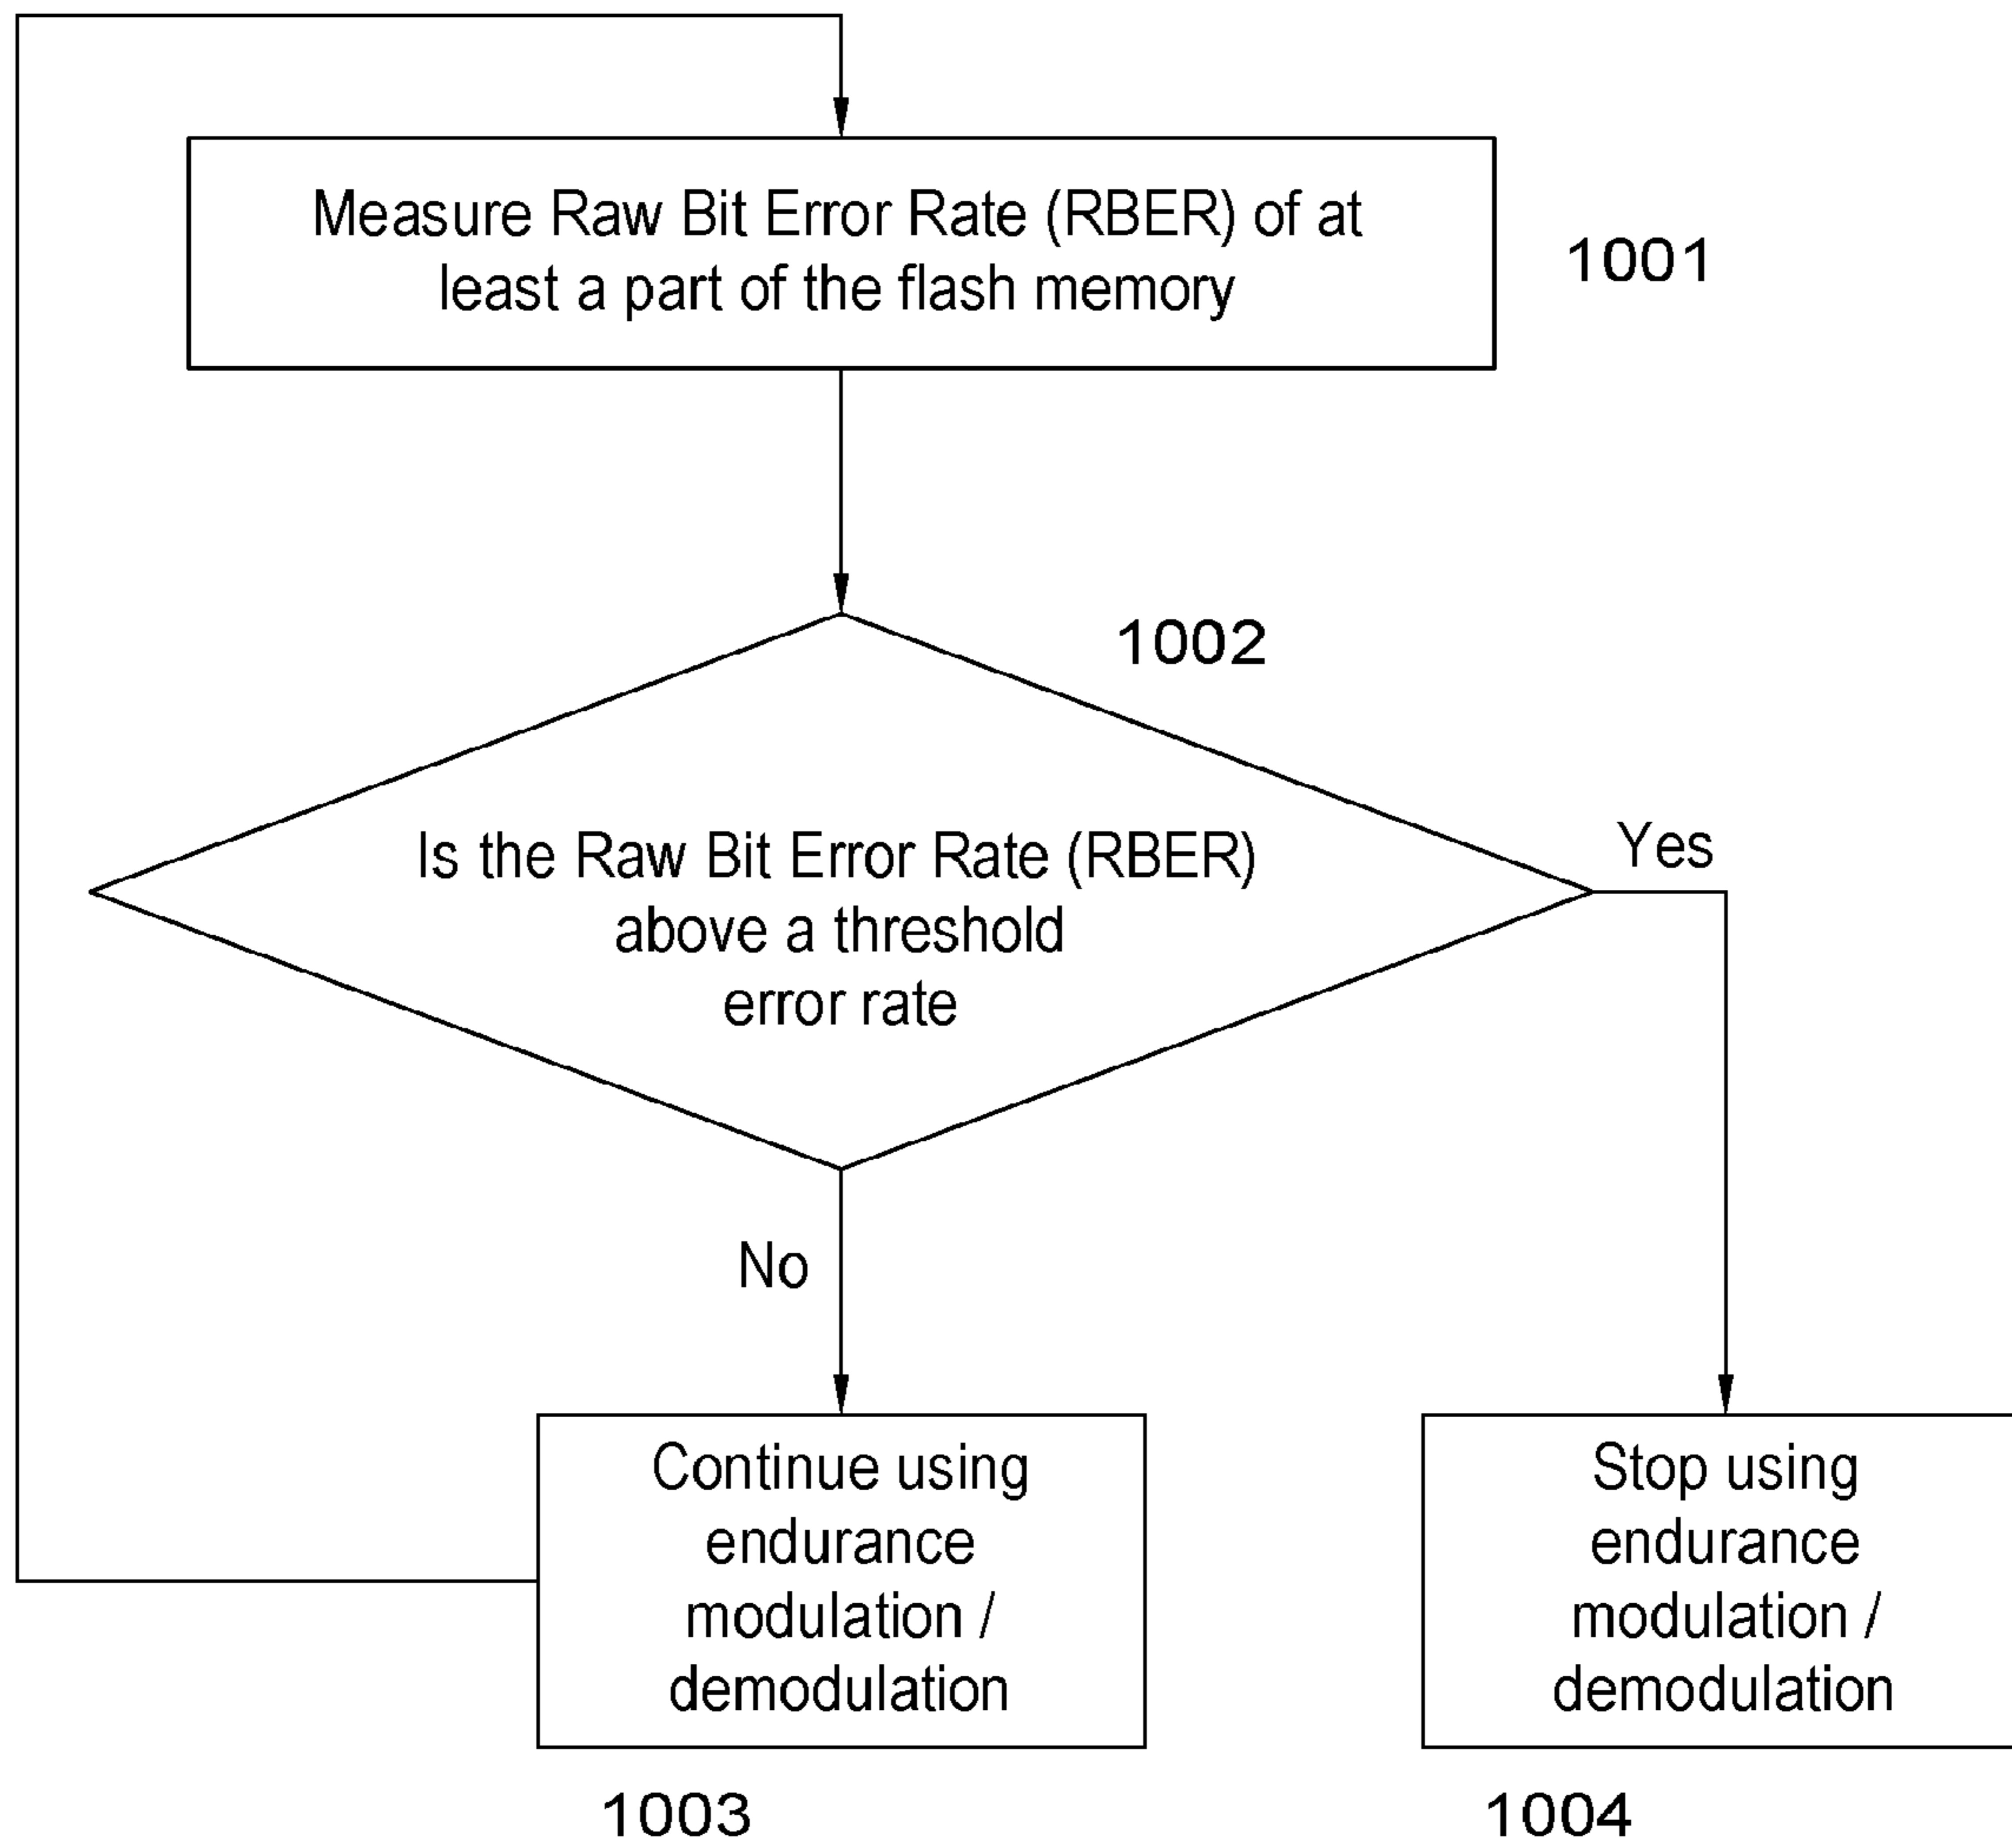 Measure Raw Bit Error Rate (RBER) of at
least a part of the flash memory
1001
1002
Is the Raw Bit Error Rate (RBER)
above a threshold
error rate
Yes
No
Continue using
endurance
modulation /
demodulation
Stop using
endurance
modulation /
demodulation
1003
1004